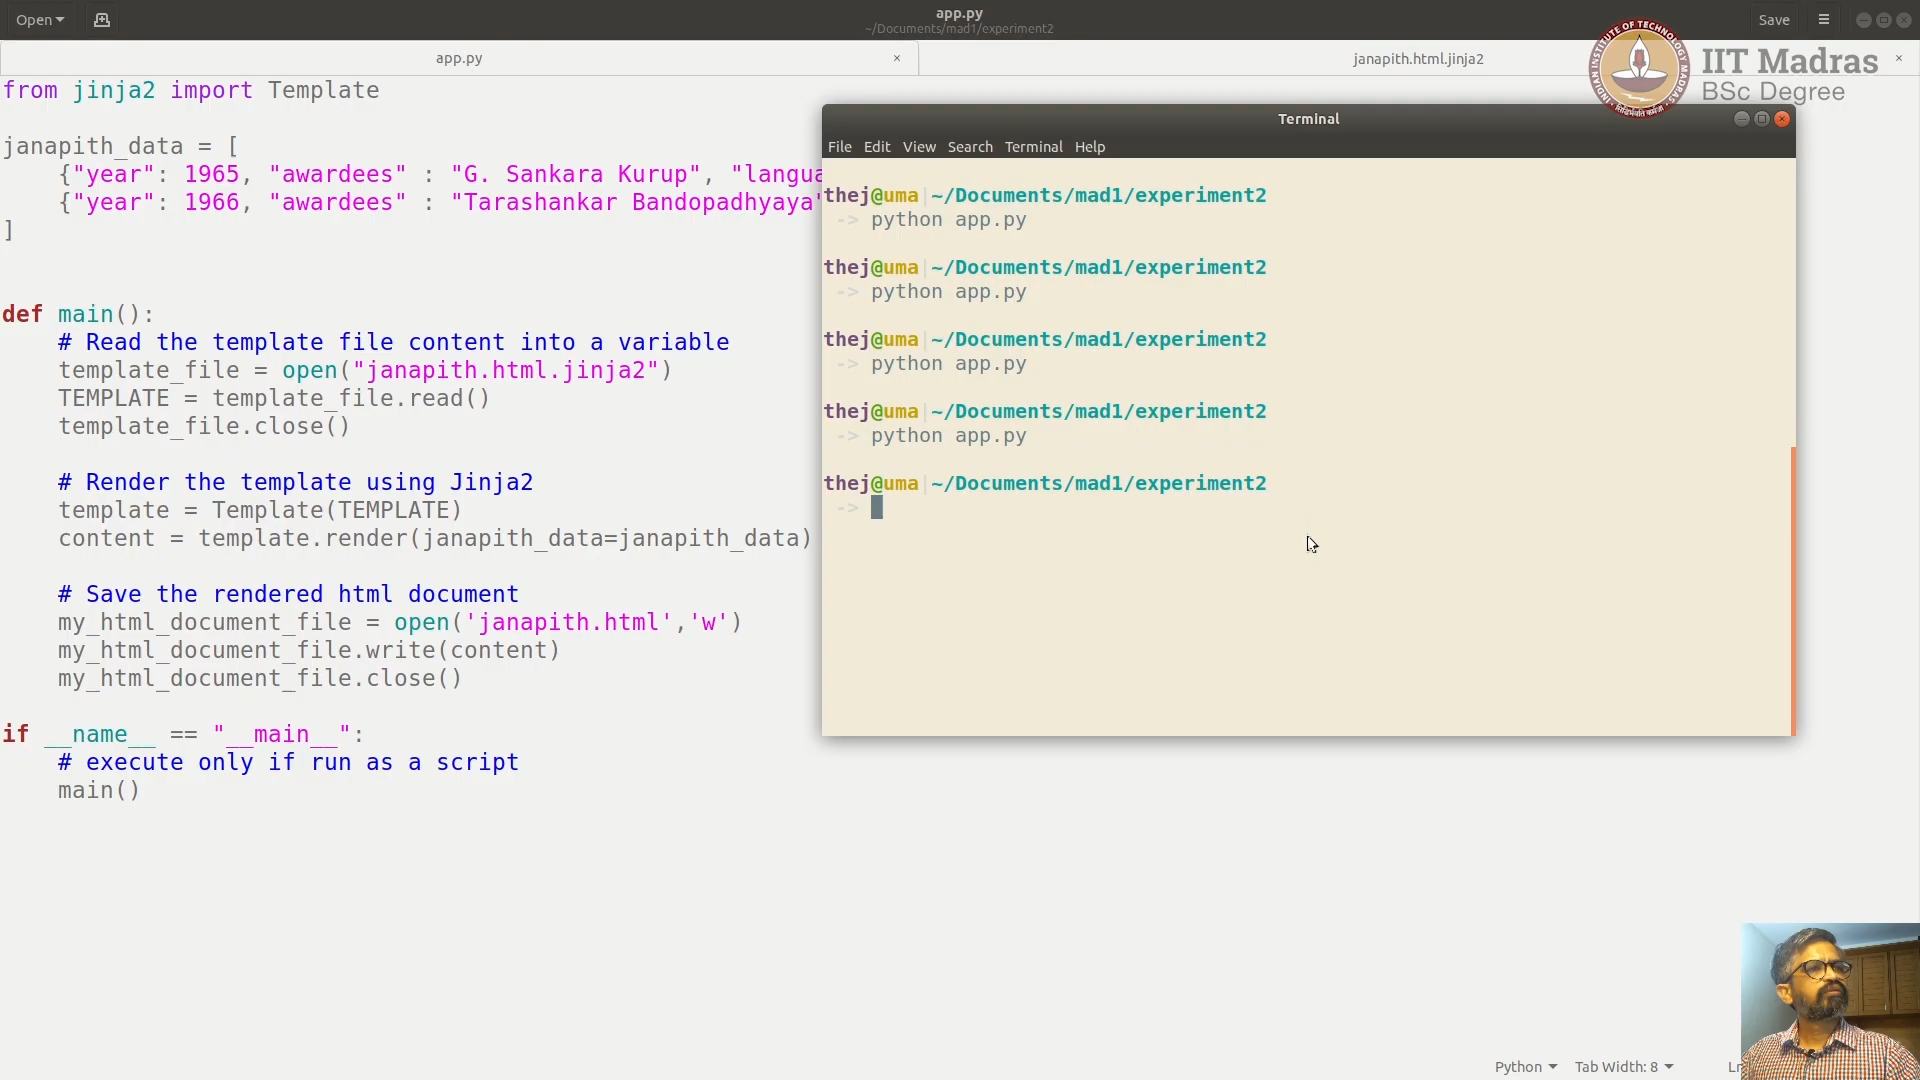 Open
app.py
~/Documents/mad1/experiment2
Save
app.py ×
janapith.html.jinja2 ×
IIT Madras
BSc Degree
INDIAN INSTITUTE OF TECHNOLOGY MADRAS
from jinja2 import Template
janapith_data = [
{"year": 1965, "awardees" : "G. Sankara Kurup", "langua
{"year": 1966, "awardees" : "Tarashankar Bandopadhyaya"
]
def main():
# Read the template file content into a variable
template_file = open("janapith.html.jinja2")
TEMPLATE = template_file.read()
template_file.close()
# Render the template using Jinja2
template = Template(TEMPLATE)
content = template.render(janapith_data=janapith_data)
# Save the rendered html document
my_html_document_file = open('janapith.html','w')
my_html_document_file.write(content)
my_html_document_file.close()
if __name__ == "__main__":
# execute only if run as a script
main()
Terminal
File Edit View Search Terminal Help
thej@uma|~/Documents/mad1/experiment2
-> python app.py
thej@uma|~/Documents/mad1/experiment2
-> python app.py
thej@uma|~/Documents/mad1/experiment2
-> python app.py
thej@uma|~/Documents/mad1/experiment2
-> python app.py
thej@uma|~/Documents/mad1/experiment2
->
Python Tab Width: 8 Ln